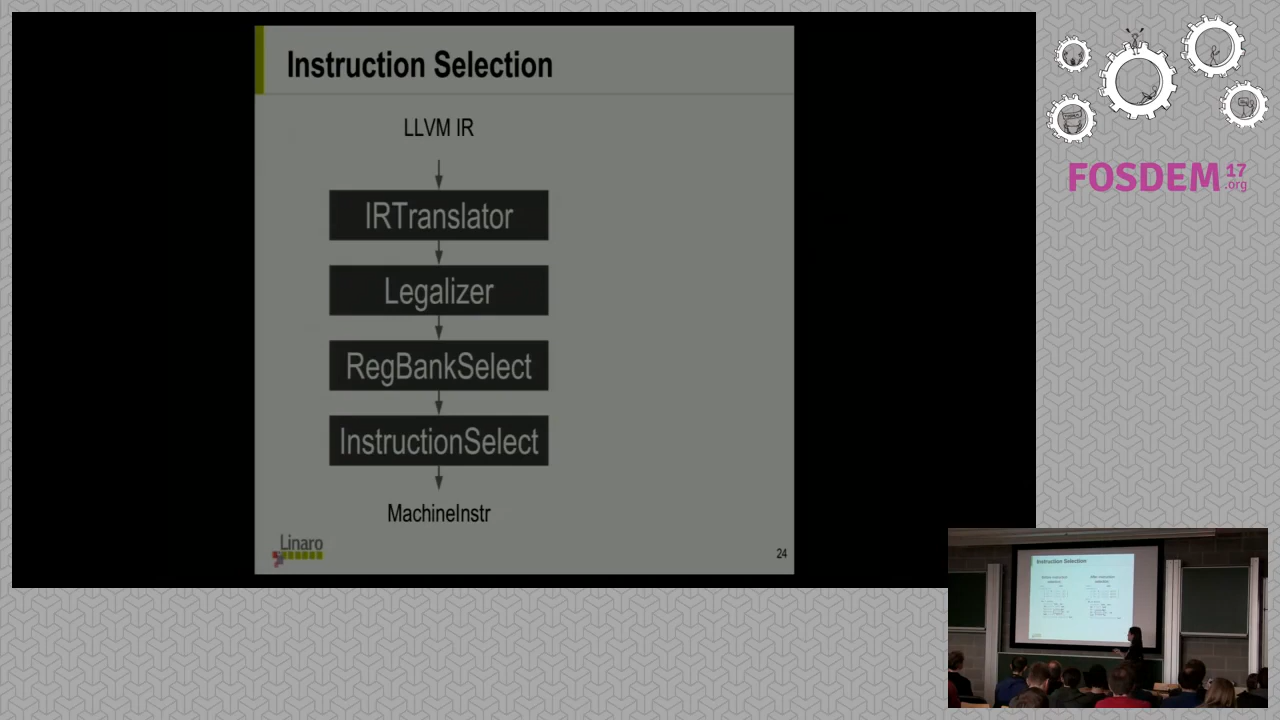 Instruction Selection
LLVM IR
IRTranslator
Legalizer
RegBankSelect
InstructionSelect
MachineInstr
Linaro
24
FOSDEM 17
.org
Instruction Selection